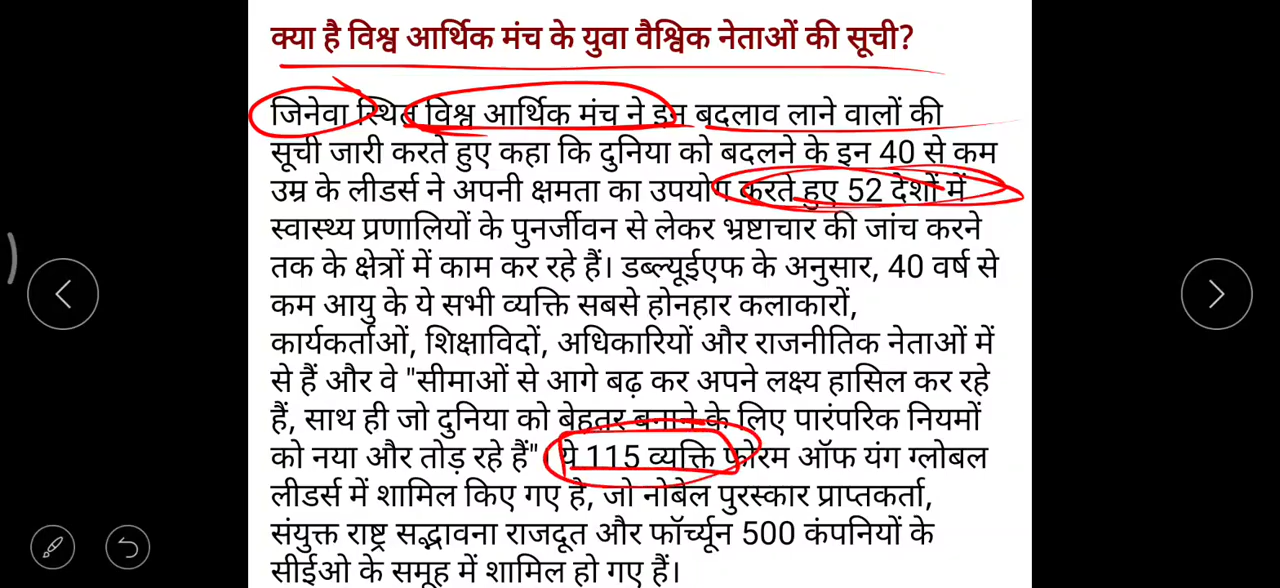 क्या है विश्व आर्थिक मंच के युवा वैश्विक नेताओं की सूची?
जिनेवा स्थित विश्व आर्थिक मंच ने इन बदलाव लाने वालों की
सूची जारी करते हुए कहा कि दुनिया को बदलने के इन 40 से कम
उम्र के लीडर्स ने अपनी क्षमता का उपयोग करते हुए 52 देशों में
स्वास्थ्य प्रणालियों के पुनर्जीवन से लेकर भ्रष्टाचार की जांच करने
तक के क्षेत्रों में काम कर रहे हैं। डब्ल्यूईएफ के अनुसार, 40 वर्ष से
कम आयु के ये सभी व्यक्ति सबसे होनहार कलाकारों,
कार्यकर्ताओं, शिक्षाविदों, अधिकारियों और राजनीतिक नेताओं में
से हैं और वे "सीमाओं से आगे बढ़ कर अपने लक्ष्य हासिल कर रहे
हैं, साथ ही जो दुनिया को बेहतर बनाने के लिए पारंपरिक नियमों
को नया और तोड़ रहे हैं" ये 115 व्यक्ति फोरम ऑफ यंग ग्लोबल
लीडर्स में शामिल किए गए हैं, जो नोबेल पुरस्कार प्राप्तकर्ता,
संयुक्त राष्ट्र सद्भावना राजदूत और फॉर्च्यून 500 कंपनियों के
सीईओ के समूह में शामिल हो गए हैं।